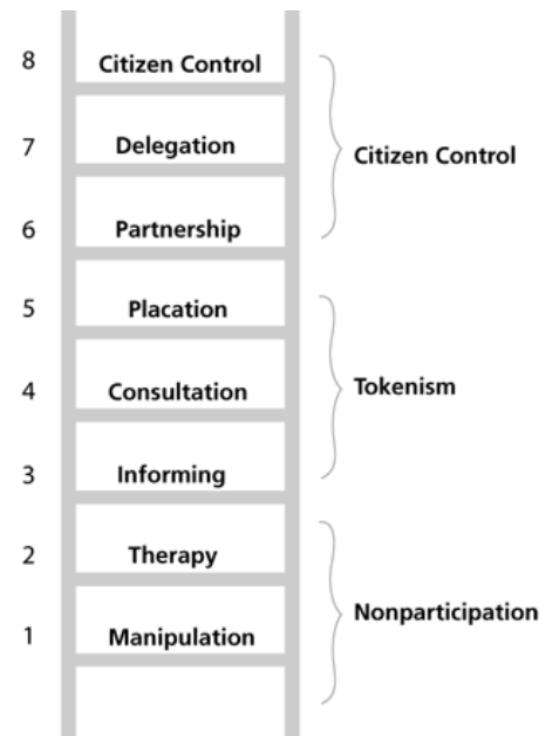 8 Citizen Control
7 Delegation
Citizen Control
6 Partnership
5 Placation
4 Consultation
Tokenism
3 Informing
2 Therapy
Nonparticipation
1 Manipulation